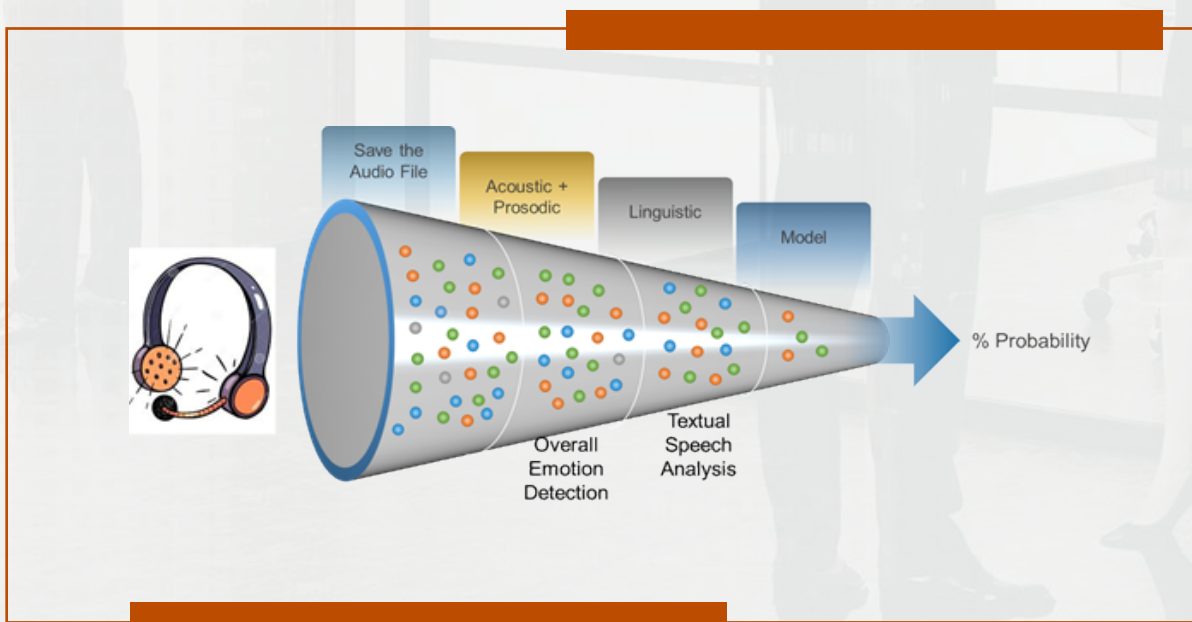 Save the
Audio File
Acoustic +
Prosodic
Linguistic
Model
% Probability
Overall
Emotion
Detection
Textual
Speech
Analysis